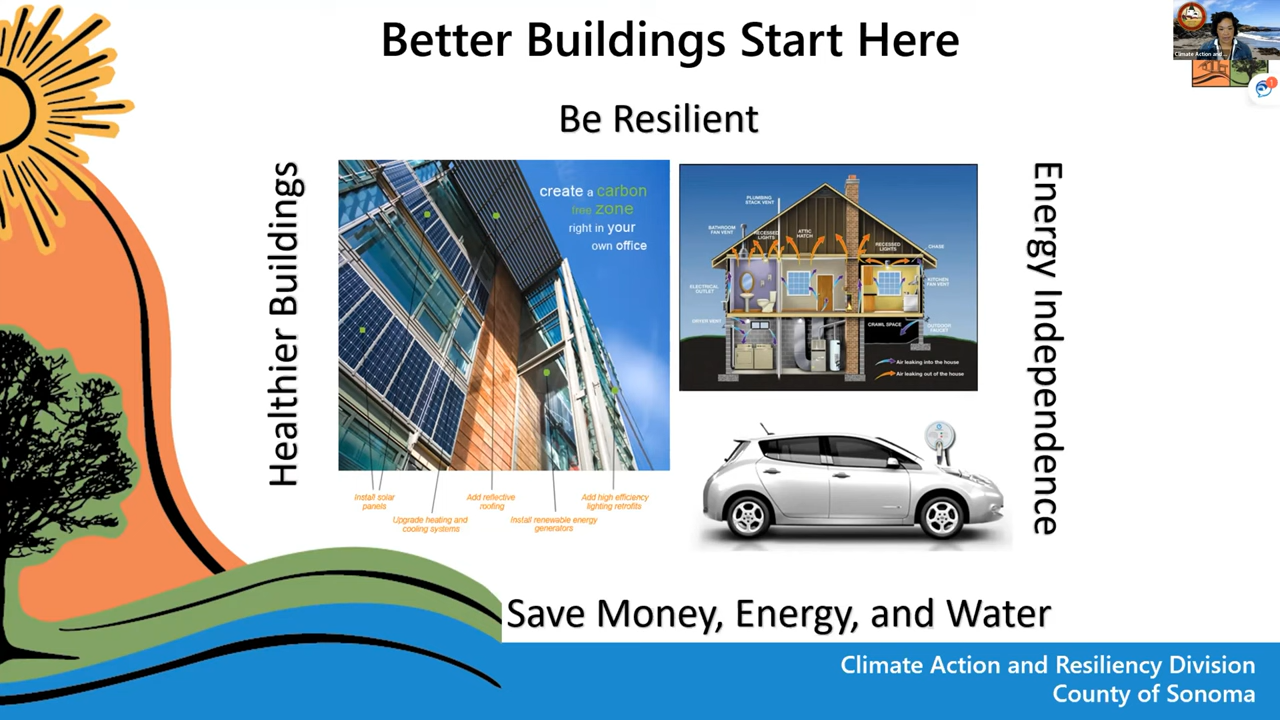 Better Buildings Start Here
Climate Action and ...
1
Be Resilient
Healthier Buildings
create a carbon
free zone
right in your
own office
Install solar
panels
Upgrade heating and
cooling systems
Add reflective
roofing
Install renewable energy
generators
Add high efficiency
lighting retrofits
PLUMBING
STACK VENT
BATHROOM
FAN VENT
RECESSED
LIGHTS
ATTIC
HATCH
RECESSED
LIGHTS
CHASE
ELECTRICAL
OUTLET
KITCHEN
FAN VENT
DRYER VENT
CRAWL SPACE
OUTDOOR
FAUCET
Air leaking into the house
Air leaking out of the house
Energy Independence
Save Money, Energy, and Water
Climate Action and Resiliency Division
County of Sonoma